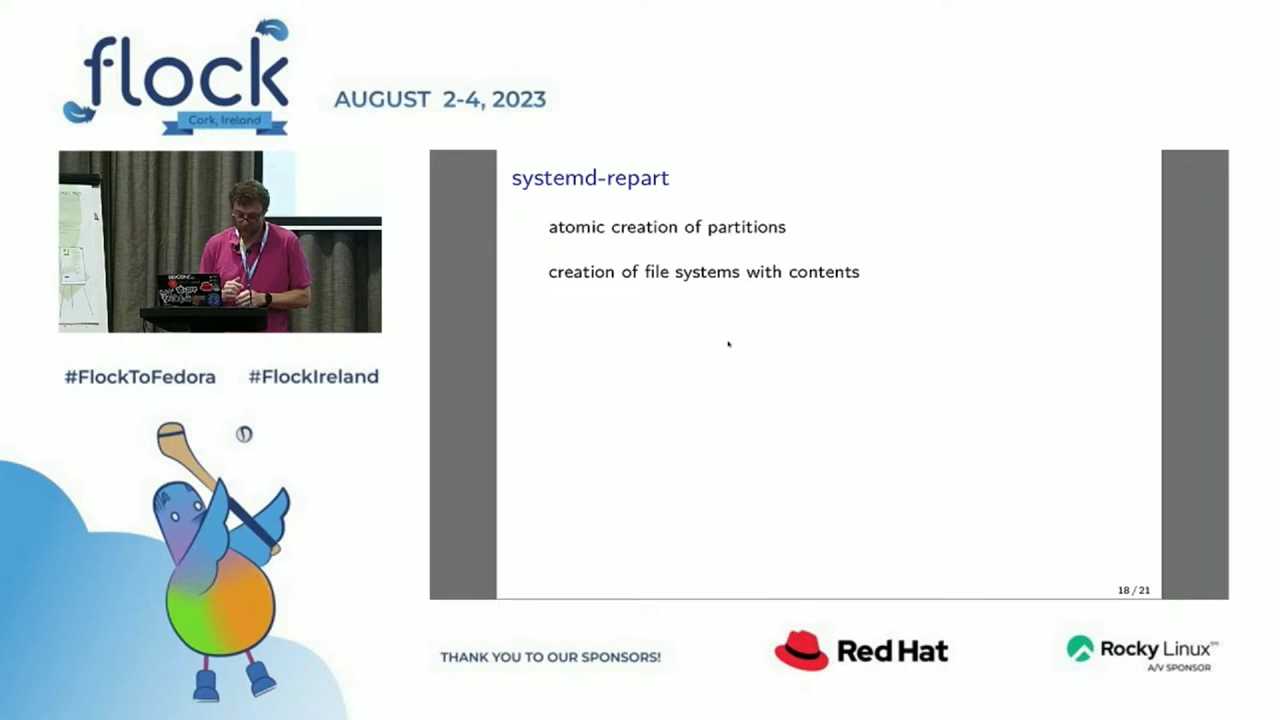 flock
Cork, Ireland
AUGUST 2-4, 2023
systemd-repart
atomic creation of partitions
creation of file systems with contents
18 / 21
#FlockToFedora #FlockIreland
THANK YOU TO OUR SPONSORS!
Red Hat
Rocky Linux™
A/V SPONSOR